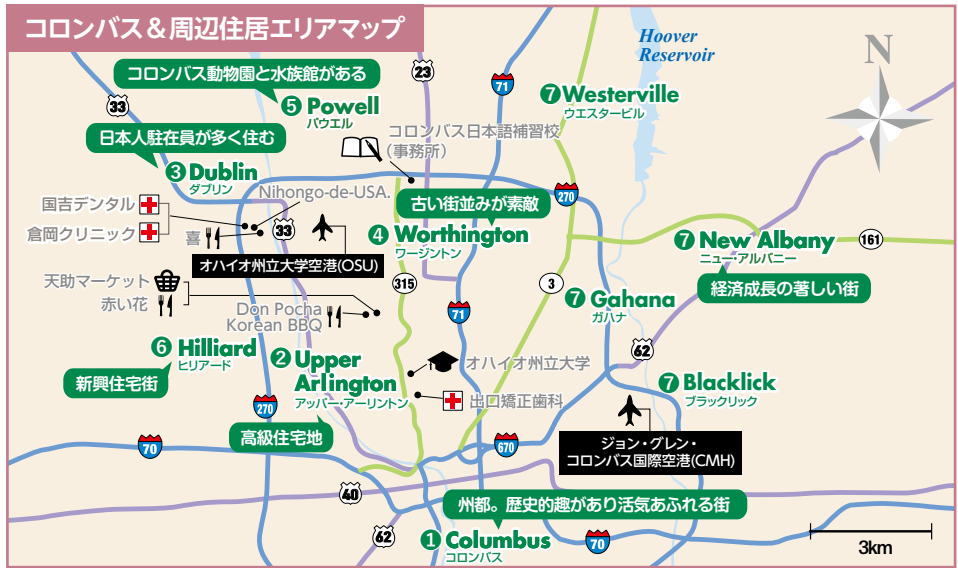 コロンバス＆周辺住居エリアマップ
Hoover
Reservoir
N
23
71
33
コロンバス動物園と水族館がある
❺ Powell
パウエル
❼ Westerville
ウエスタービル
日本人駐在員が多く住む
コロンバス日本語補習校
（事務所）
❸ Dublin
ダブリン
Nihongo-de-USA.
270
国吉デンタル
倉岡クリニック
喜
33
古い街並みが素敵
❹ Worthington
ワージントン
オハイオ州立大学空港(OSU)
❼ New Albany
ニュー・アルバニー
161
経済成長の著しい街
天助マーケット
赤い花
315
3
❼ Gahana
ガハナ
Don Pocha
Korean BBQ
71
62
❻ Hilliard
ヒリアード
新興住宅街
❷ Upper
Arlington
アッパー・アーリントン
高級住宅地
オハイオ州立大学
出口矯正歯科
❼ Blacklick
ブラックリック
270
70
670
ジョン・グレン・
コロンバス国際空港(CMH)
40
州都。歴史的趣があり活気あふれる街
62
❶ Columbus
コロンバス
70
3km